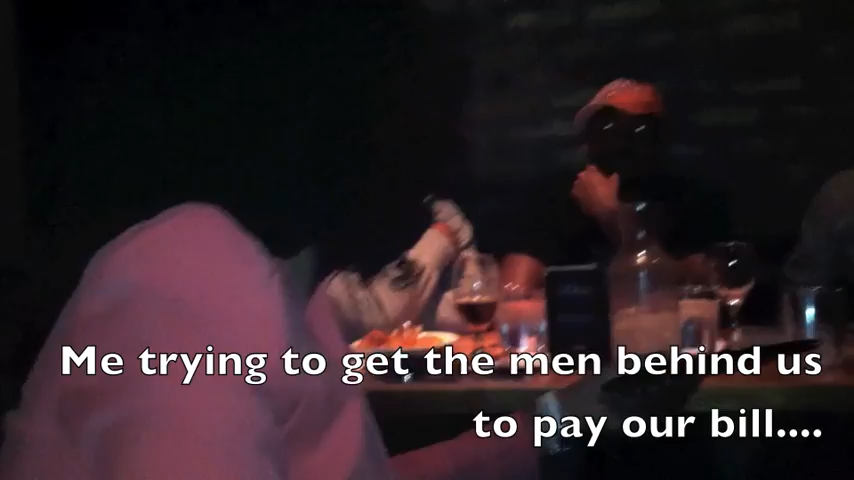 Me trying to get the men behind us
to pay our bill....